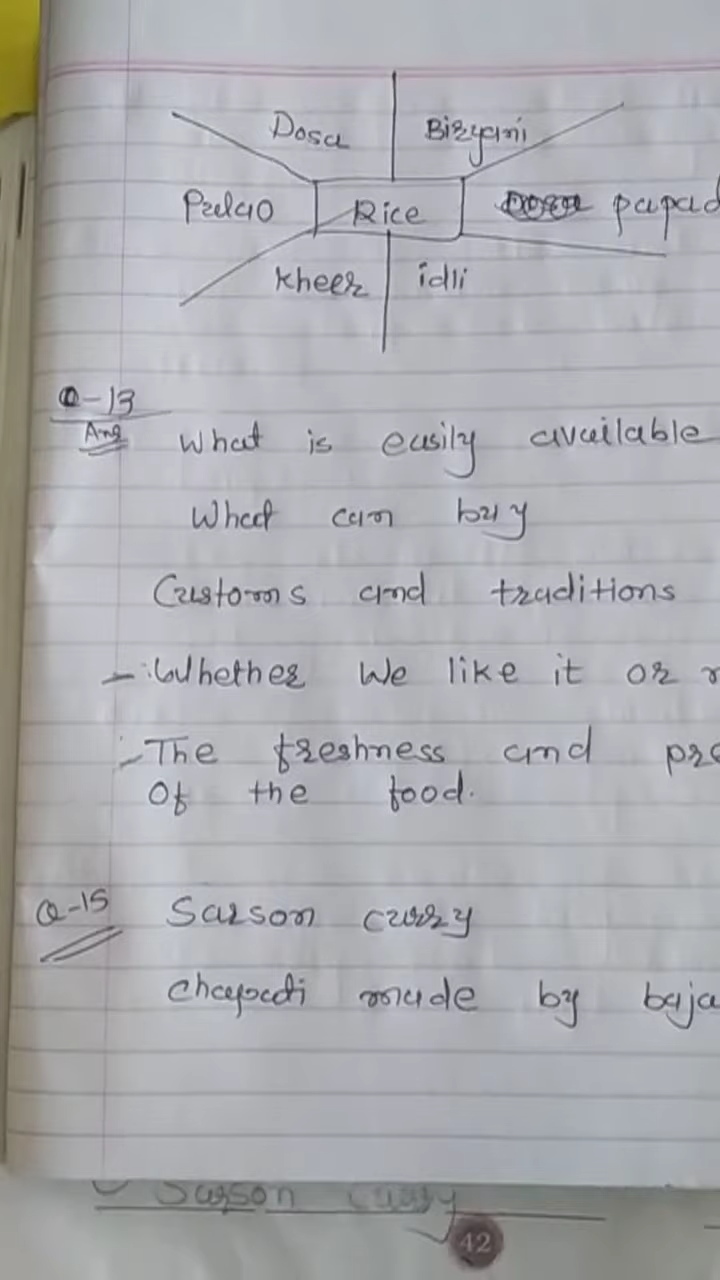 Dosa Biryani
Pulao Rice papad
Kheer idli
Q-13
Ans What is easily available
What can buy
Customs and traditions
Whether We like it or
The freshness and
Of the food.
Q-15 Sarson curry
Chapati made by
Sarson Curry
42